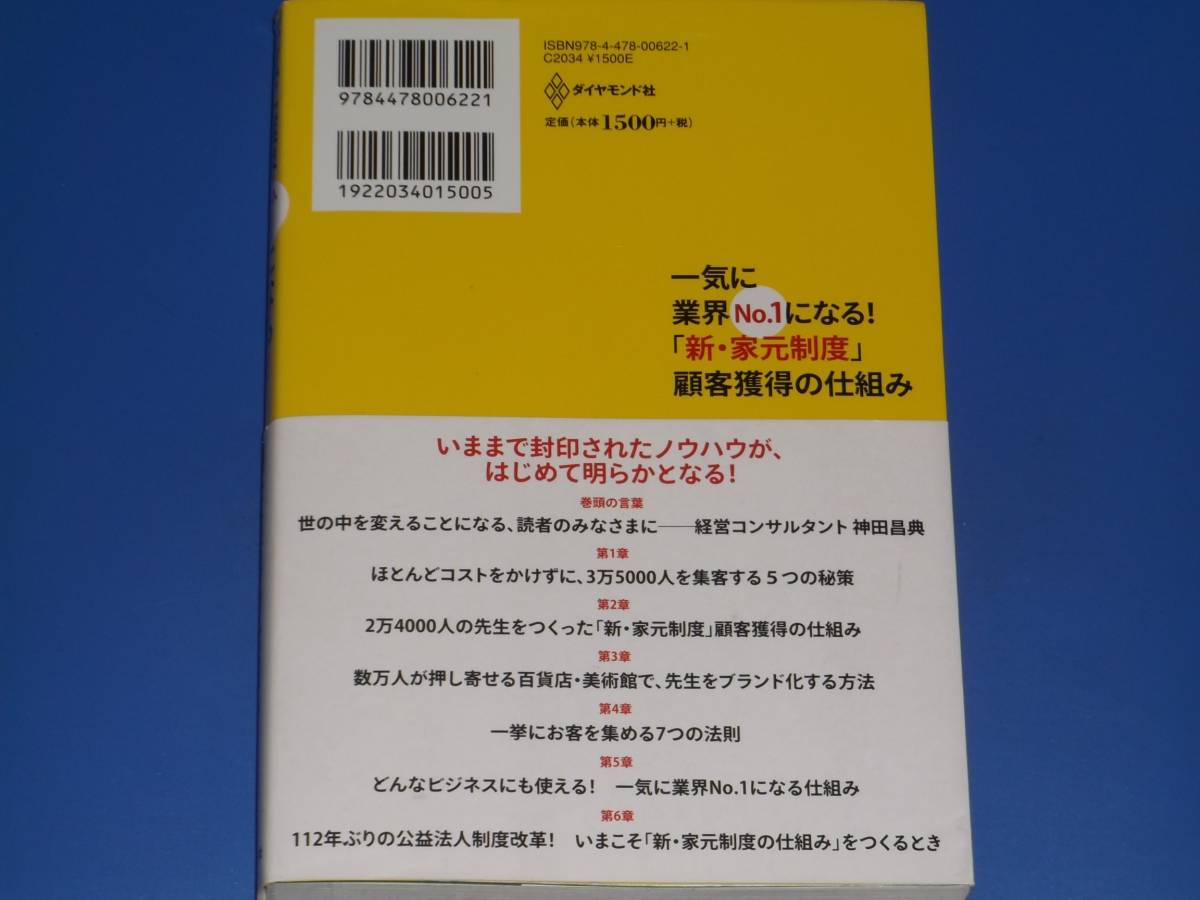 ISBN978-4-478-00622-1
C2034 ¥1500E
ダイヤモンド社
定価(本体1500円+税)
9784478006221
1922034015005
一気に
業界No.1になる!
「新・家元制度」
顧客獲得の仕組み
いままで封印されたノウハウが、
はじめて明らかとなる!
巻頭の言葉
世の中を変えることになる、読者のみなさまに──経営コンサルタント 神田昌典
第1章
ほとんどコストをかけずに、3万5000人を集客する5つの秘策
第2章
2万4000人の先生をつくった「新・家元制度」顧客獲得の仕組み
第3章
数万人が押し寄せる百貨店・美術館で、先生をブランド化する方法
第4章
一挙にお客を集める7つの法則
第5章
どんなビジネスにも使える! 一気に業界No.1になる仕組み
第6章
112年ぶりの公益法人制度改革! いまこそ「新・家元制度の仕組み」をつくるとき